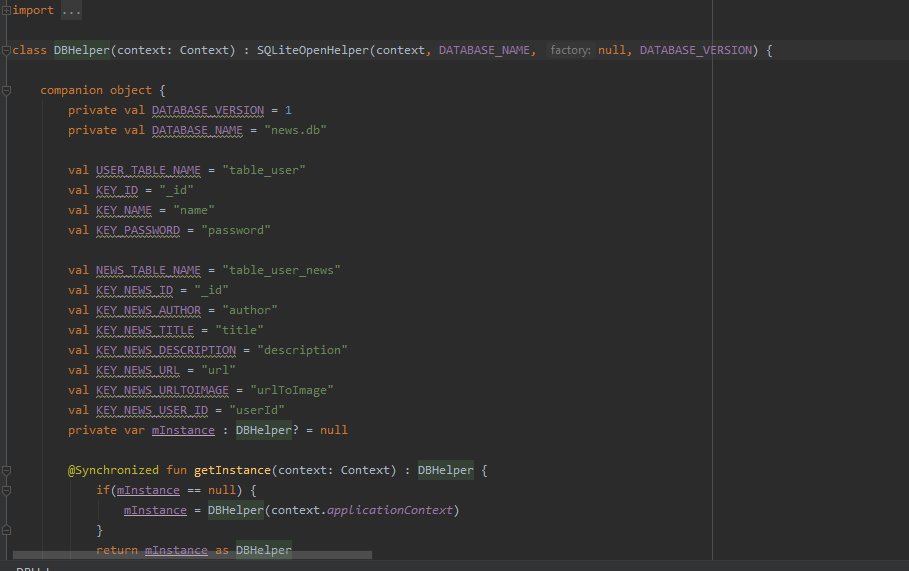 import ...
class DBHelper(context: Context) : SQLiteOpenHelper(context, DATABASE_NAME, factory: null, DATABASE_VERSION) {
companion object {
private val DATABASE_VERSION = 1
private val DATABASE_NAME = "news.db"
val USER_TABLE_NAME = "table_user"
val KEY_ID = "_id"
val KEY_NAME = "name"
val KEY_PASSWORD = "password"
val NEWS_TABLE_NAME = "table_user_news"
val KEY_NEWS_ID = "_id"
val KEY_NEWS_AUTHOR = "author"
val KEY_NEWS_TITLE = "title"
val KEY_NEWS_DESCRIPTION = "description"
val KEY_NEWS_URL = "url"
val KEY_NEWS_URLTOIMAGE = "urlToImage"
val KEY_NEWS_USER_ID = "userId"
private var mInstance : DBHelper? = null
@Synchronized fun getInstance(context: Context) : DBHelper {
if(mInstance == null) {
mInstance = DBHelper(context.applicationContext)
}
return mInstance as DBHelper